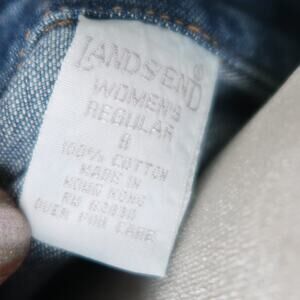 LANDS' END
WOMEN'S
REGULAR
8
100% COTTON
MADE IN
HONG KONG
OVER FOR CARE